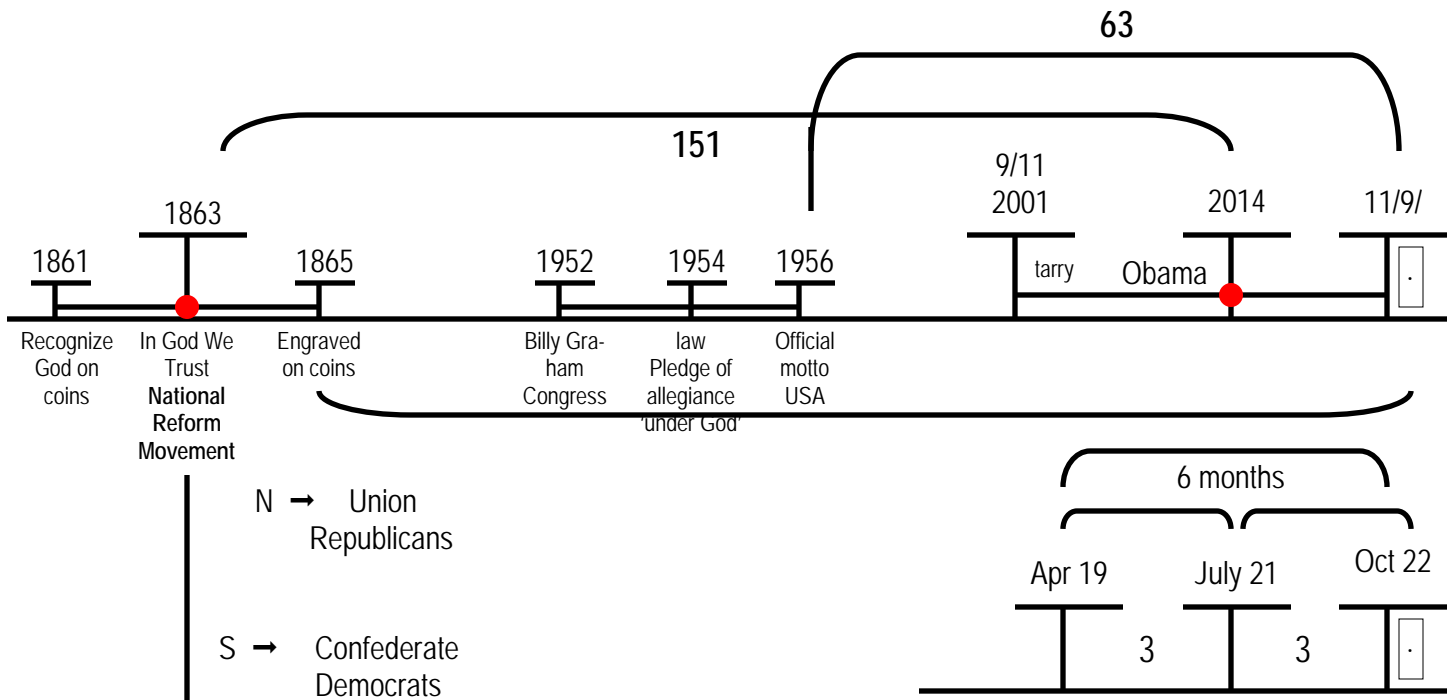 63
151
9/11
2001
2014
11/9/
1863
1861
1865
1952
1954
1956
tarry
Obama
Recognize
God on
coins
In God We
Trust
National
Reform
Movement
Engraved
on coins
Billy Gra-
ham
Congress
law
Pledge of
allegiance
'under God'
Official
motto
USA
N → Union
Republicans
S → Confederate
Democrats
6 months
Apr 19
July 21
Oct 22
3
3